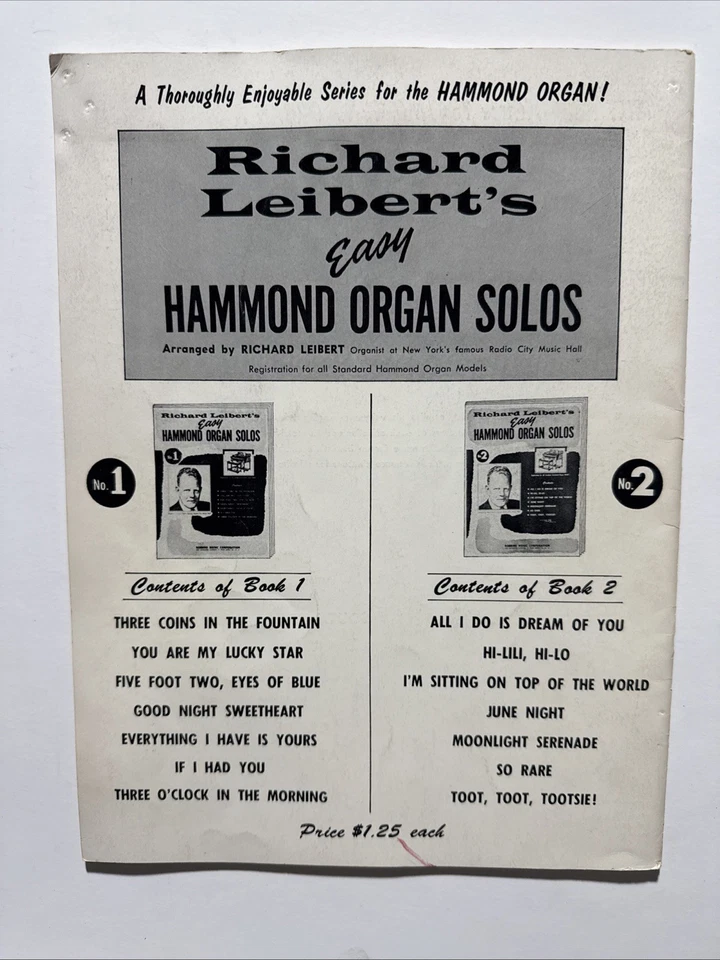 A Thoroughly Enjoyable Series for the HAMMOND ORGAN!
Richard
Leibert's
Easy
HAMMOND ORGAN SOLOS
Arranged by RICHARD LEIBERT Organist at New York's famous Radio City Music Hall
Registration for all Standard Hammond Organ Models
No. 1
Richard Leibert's
Easy
HAMMOND ORGAN SOLOS
Contents of Book 1
THREE COINS IN THE FOUNTAIN
YOU ARE MY LUCKY STAR
FIVE FOOT TWO, EYES OF BLUE
GOOD NIGHT SWEETHEART
EVERYTHING I HAVE IS YOURS
IF I HAD YOU
THREE O'CLOCK IN THE MORNING
Richard Leibert's
Easy
HAMMOND ORGAN SOLOS
No. 2
Contents of Book 2
ALL I DO IS DREAM OF YOU
HI-LILI, HI-LO
I'M SITTING ON TOP OF THE WORLD
JUNE NIGHT
MOONLIGHT SERENADE
SO RARE
TOOT, TOOT, TOOTSIE!
Price $1.25 each